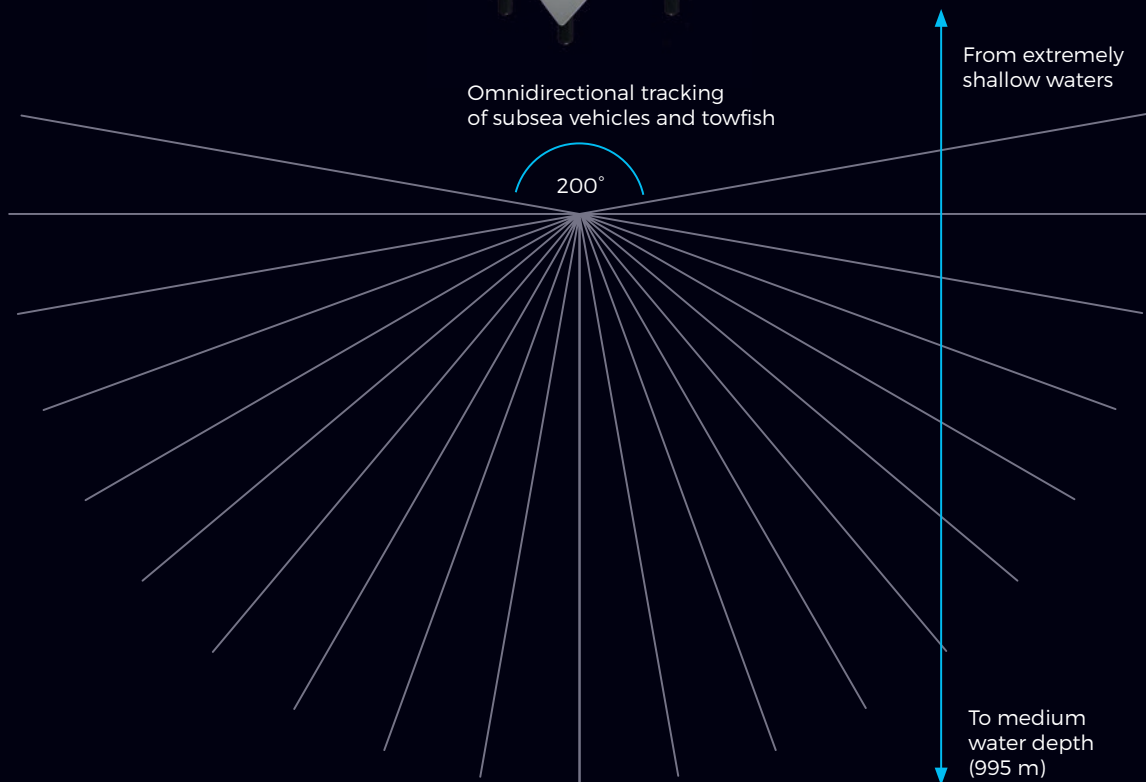 From extremely
shallow waters
Omnidirectional tracking
of subsea vehicles and towfish
200°
To medium
water depth
(995 m)